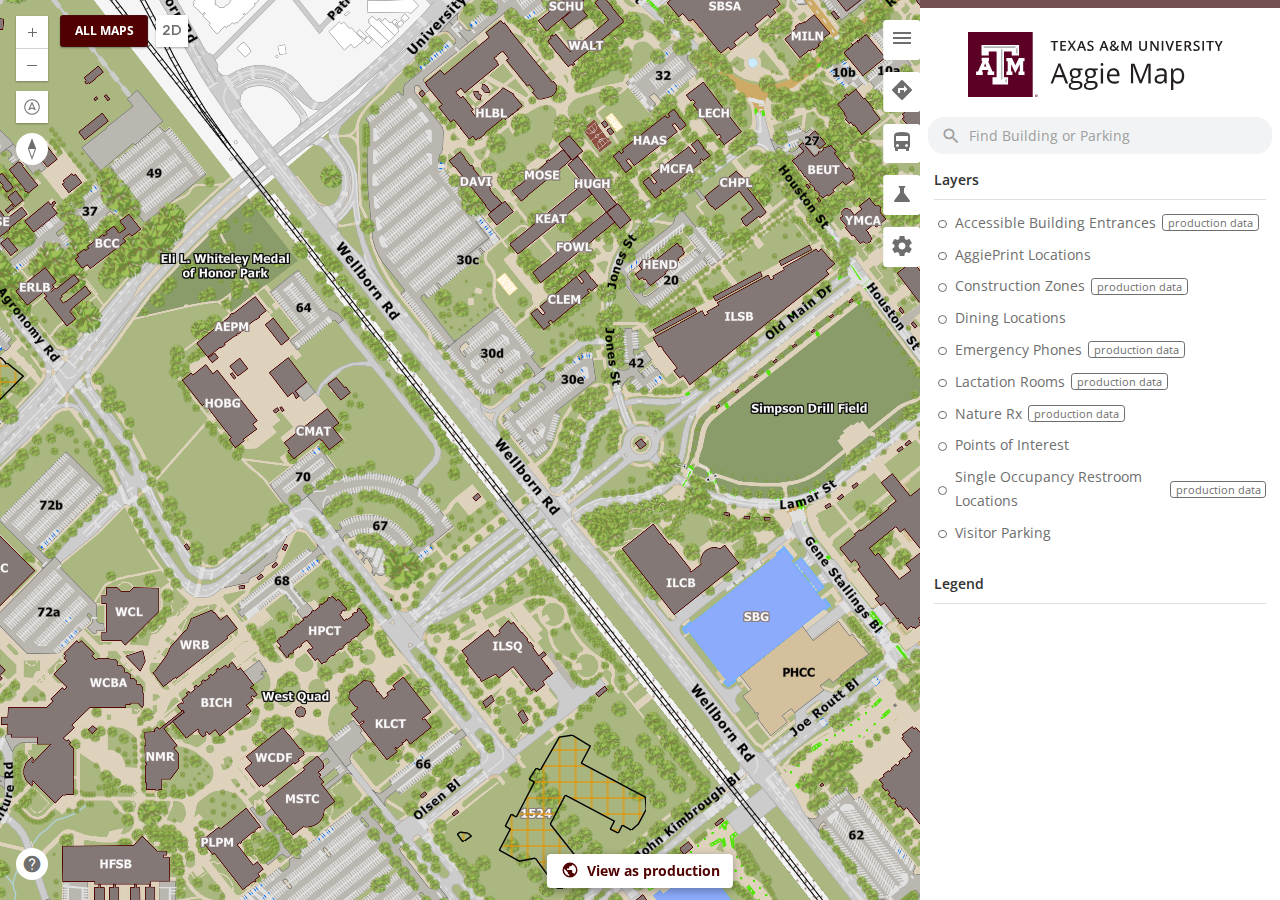 ALL MAPS
2D
University
SCHU
WALT
SBSA
MILN
10b
32
HLBL
LECH
HAAS
27
49
MCFA
BEUT
DAVI
MOSE
HUGH
CHPL
Houston St
37
KEAT
YMCA
BCC
FOWL
Eli L. Whiteley Medal
of Honor Park
30c
Jones St
HEND
20
ERLB
Wellborn Rd
CLEM
64
ILSB
Old Main Dr
Houston St
Agronomy Rd
AEPM
30d
Jones St
42
30e
HOBG
Simpson Drill Field
CMAT
70
Wellborn Rd
72b
Lamar St
67
Gene Stallings Bl
68
ILCB
72a
WCL
SBG
HPCT
WRB
ILSQ
PHCC
WCBA
West Quad
BICH
Wellborn Rd
Joe Routt Bl
KLCT
NMR
WCDF
66
MSTC
Olsen Bl
1524
John Kimbrough Bl
62
PLPM
HFSB
View as production
TEXAS A&M UNIVERSITY
Aggie Map
Find Building or Parking
Layers
Accessible Building Entrances production data
AggiePrint Locations
Construction Zones production data
Dining Locations
Emergency Phones production data
Lactation Rooms production data
Nature Rx production data
Points of Interest
Single Occupancy Restroom
Locations production data
Visitor Parking
Legend